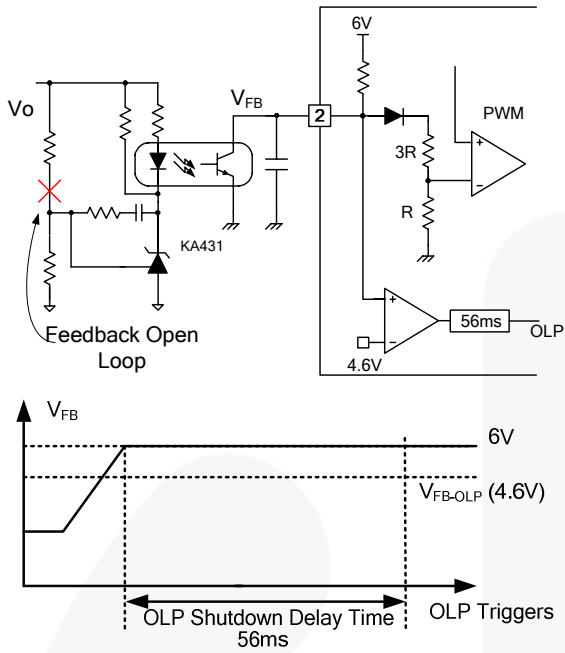 6V
Vo
VFB
2
PWM
3R
R
KA431
56ms
OLP
4.6V
Feedback Open
Loop
VFB
6V
VFB-OLP (4.6V)
OLP Shutdown Delay Time
56ms
OLP Triggers
+
-
+
-